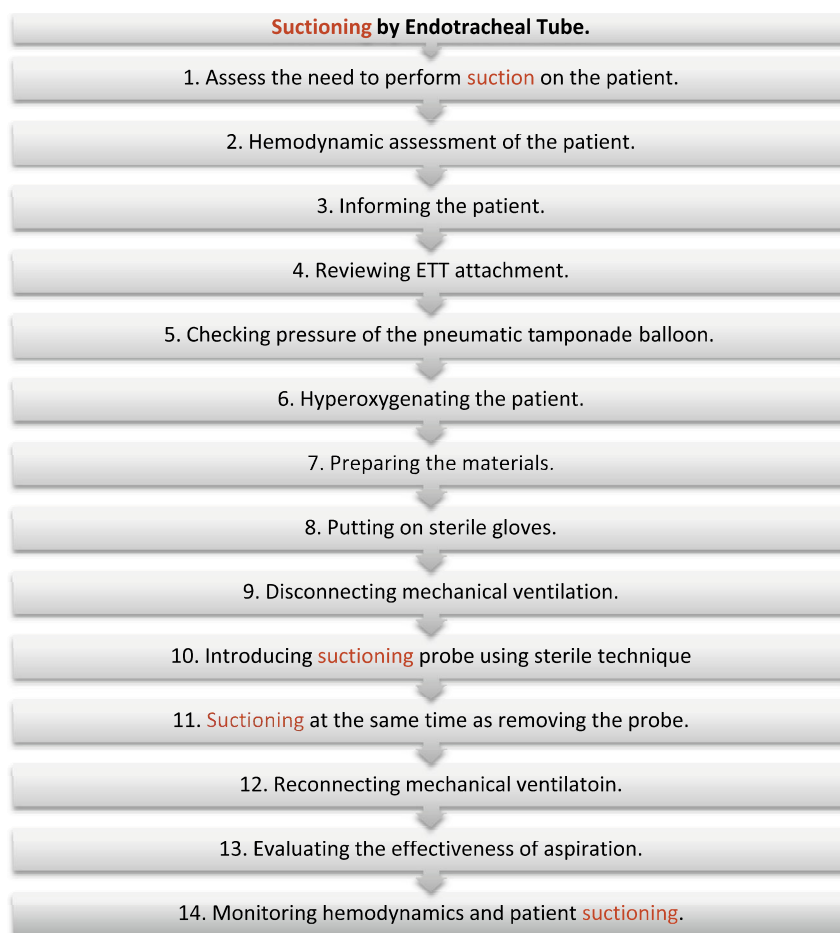 Suctioning by Endotracheal Tube.
1. Assess the need to perform suction on the patient.
2. Hemodynamic assessment of the patient.
3. Informing the patient.
4. Reviewing ETT attachment.
5. Checking pressure of the pneumatic tamponade balloon.
6. Hyperoxygenating the patient.
7. Preparing the materials.
8. Putting on sterile gloves.
9. Disconnecting mechanical ventilation.
10. Introducing suctioning probe using sterile technique
11. Suctioning at the same time as removing the probe.
12. Reconnecting mechanical ventilatoin.
13. Evaluating the effectiveness of aspiration.
14. Monitoring hemodynamics and patient suctioning.